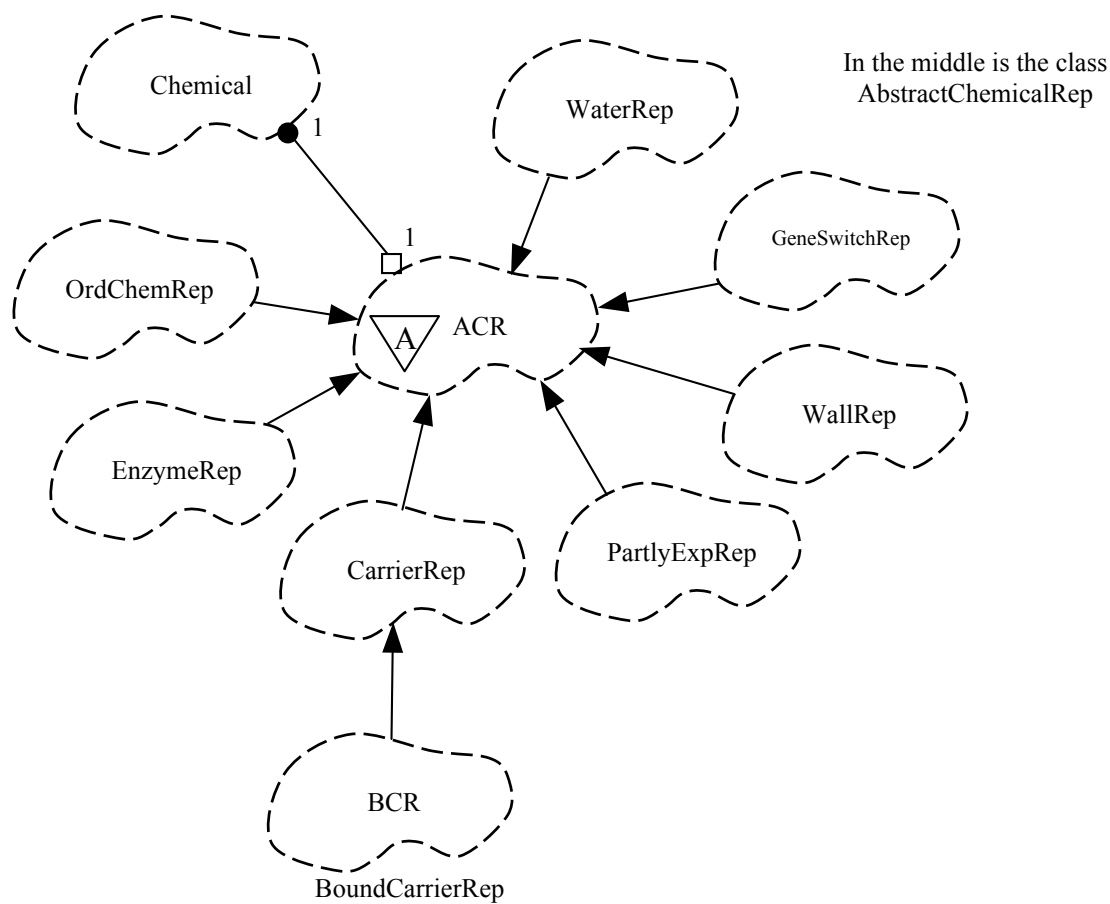 In the middle is the class
AbstractChemicalRep
Chemical
1
WaterRep
GeneSwitchRep
1
OrdChemRep
ACR
A
WallRep
EnzymeRep
PartlyExpRep
CarrierRep
BCR
BoundCarrierRep